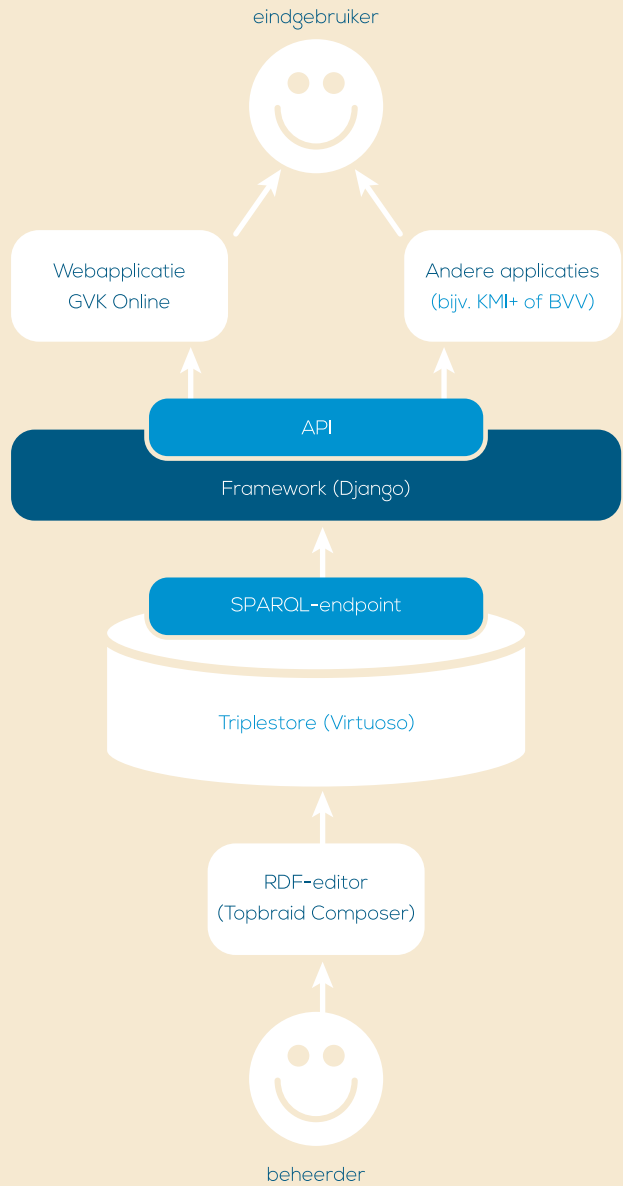 eindgebruiker
Webapplicatie
GVK Online
Andere applicaties
(bijv. KMI+ of BVV)
API
Framework (Django)
SPARQL-endpoint
Triplestore (Virtuoso)
RDF-editor
(Topbraid Composer)
beheerder